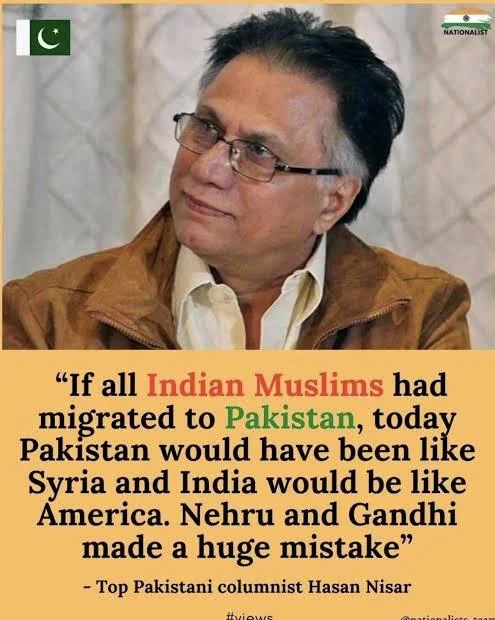 NATIONALIST
“If all Indian Muslims had
migrated to Pakistan, today
Pakistan would have been like
Syria and India would be like
America. Nehru and Gandhi
made a huge mistake”
- Top Pakistani columnist Hasan Nisar
#views